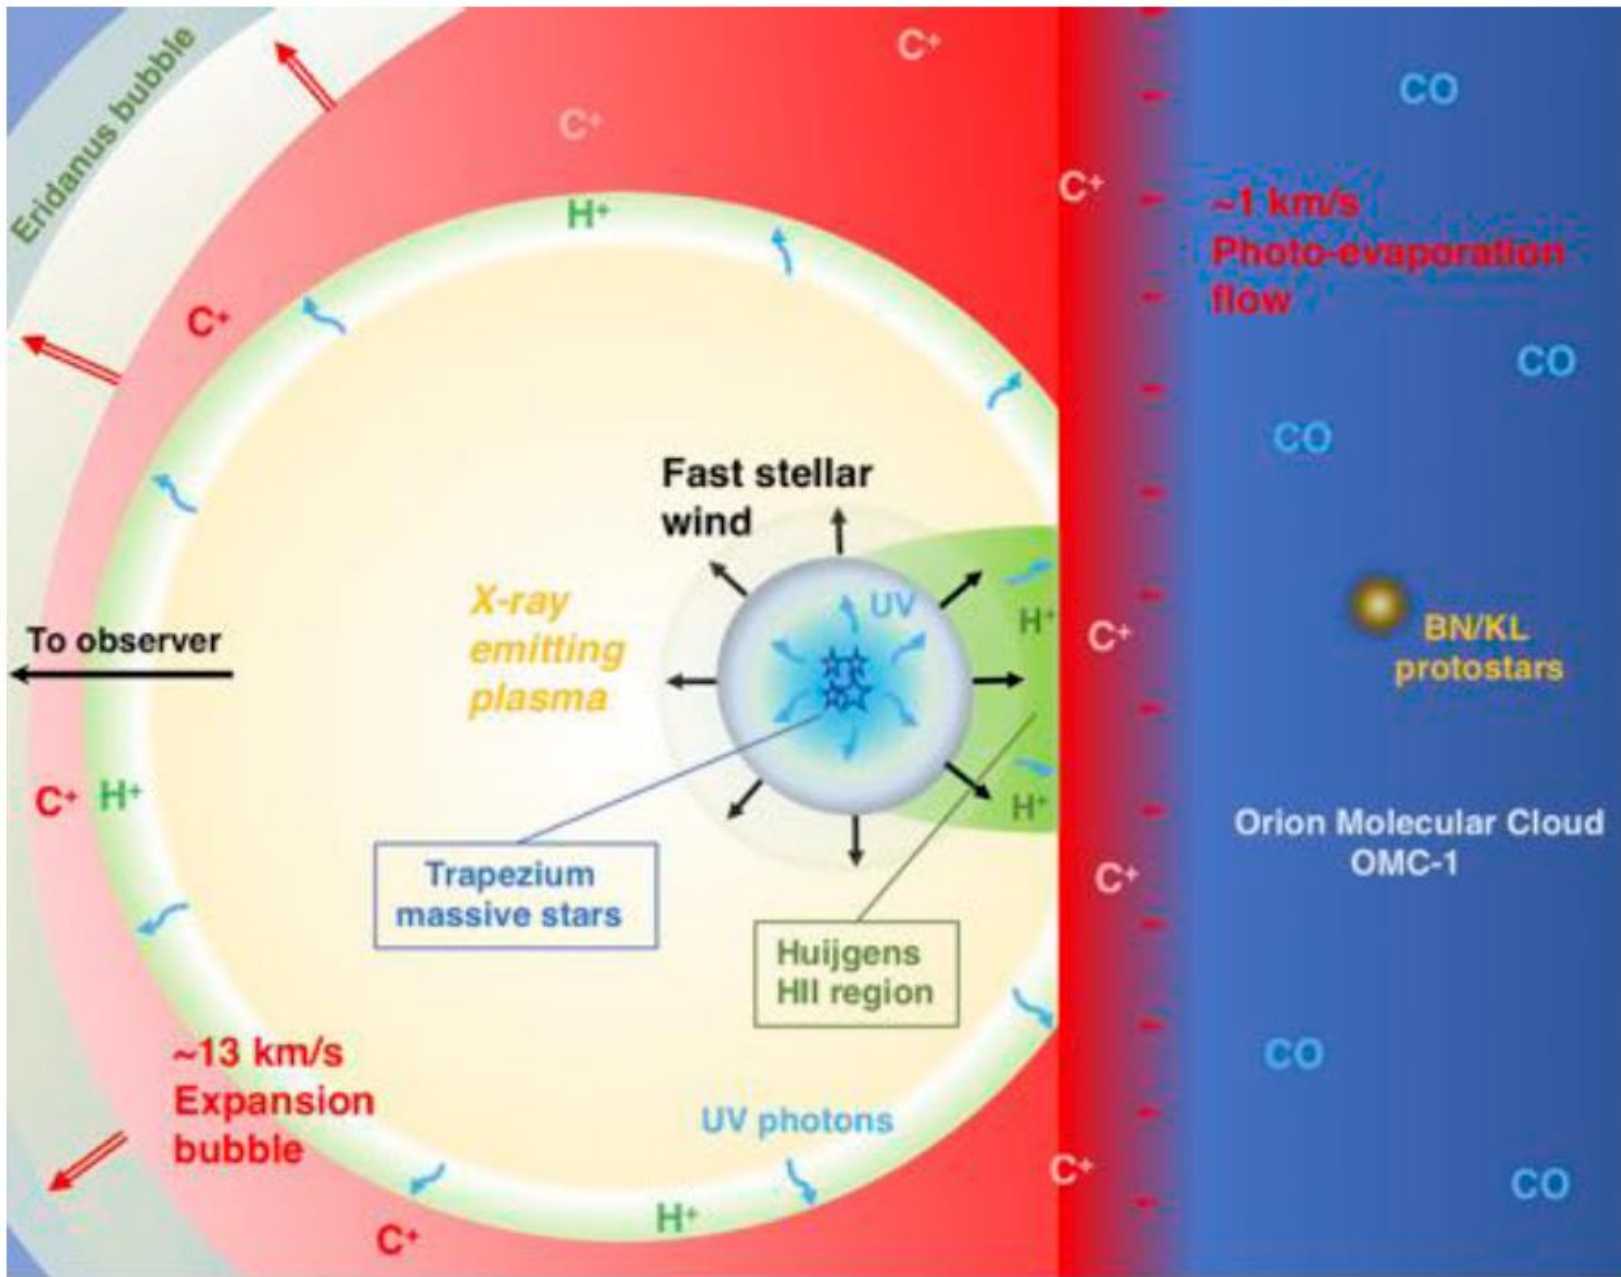 Eridanus bubble
C⁺
C⁺
CO
C⁺
~1 km/s
Photo-evaporation
flow
H⁺
C⁺
CO
CO
Fast stellar
wind
X-ray
emitting
plasma
UV
H⁺
To observer
C⁺
BN/KL
protostars
C⁺
H⁺
H⁺
Orion Molecular Cloud
OMC-1
Trapezium
massive stars
C⁺
Huijgens
HII region
~13 km/s
Expansion
bubble
CO
UV photons
C⁺
CO
H⁺
C⁺